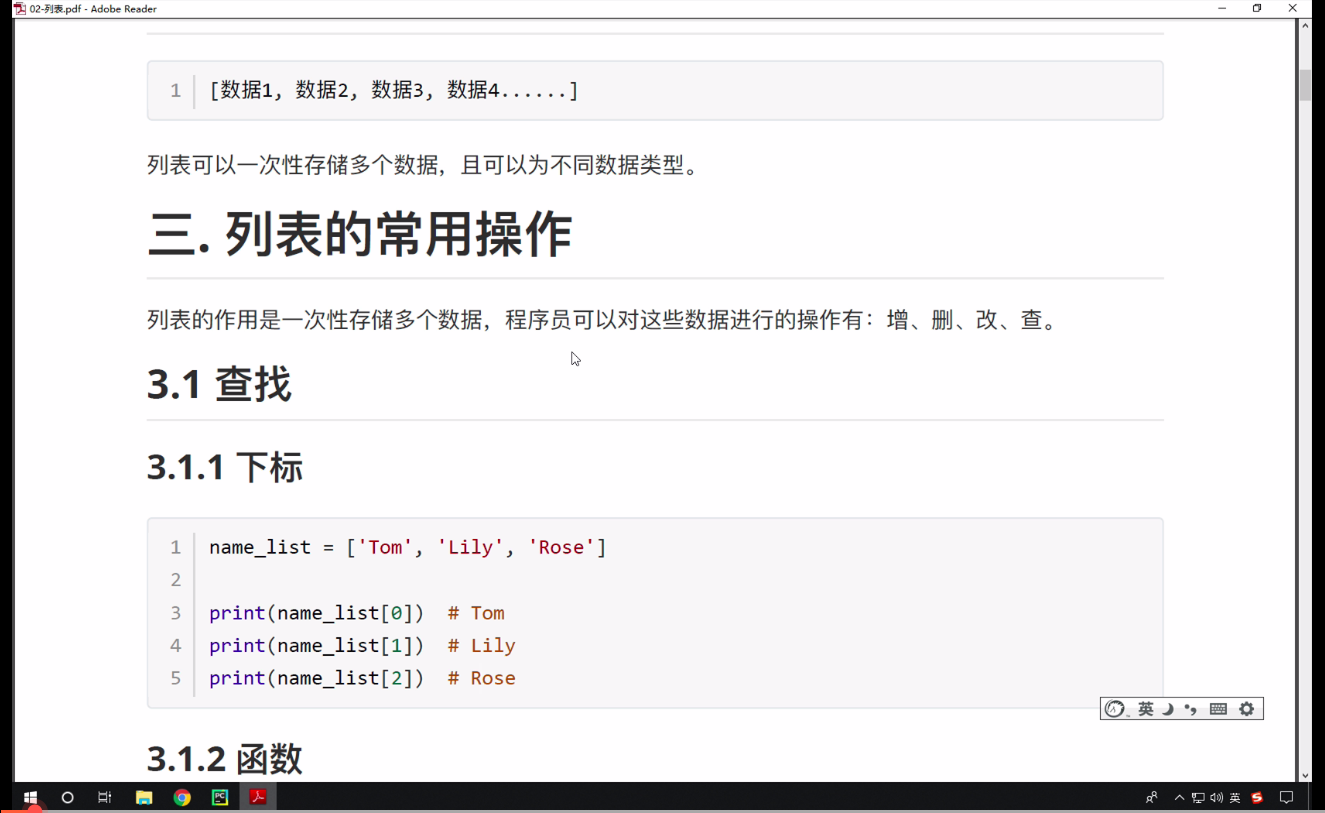 02-列表.pdf - Adobe Reader
1 [数据1, 数据2, 数据3, 数据4......]
列表可以一次性存储多个数据，且可以为不同数据类型。
三. 列表的常用操作
列表的作用是一次性存储多个数据，程序员可以对这些数据进行的操作有：增、删、改、查。
3.1 查找
3.1.1 下标
1 name_list = ['Tom', 'Lily', 'Rose']
2
3 print(name_list[0])  # Tom
4 print(name_list[1])  # Lily
5 print(name_list[2])  # Rose
英
3.1.2 函数
PC
英